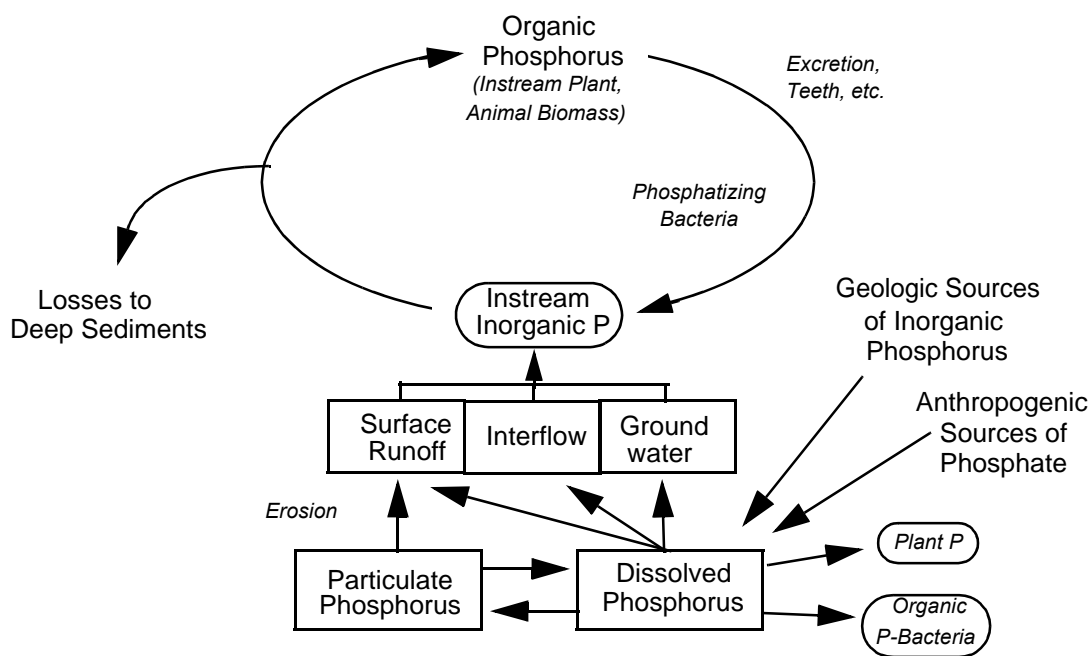 Organic
Phosphorus
(Instream Plant,
Animal Biomass)
Excretion,
Teeth, etc.
Phosphatizing
Bacteria
Losses to
Deep Sediments
Instream
Inorganic P
Geologic Sources
of Inorganic
Phosphorus
Anthropogenic
Sources of
Phosphate
Surface
Runoff
Interflow
Ground
water
Erosion
Particulate
Phosphorus
Dissolved
Phosphorus
Plant P
Organic
P-Bacteria